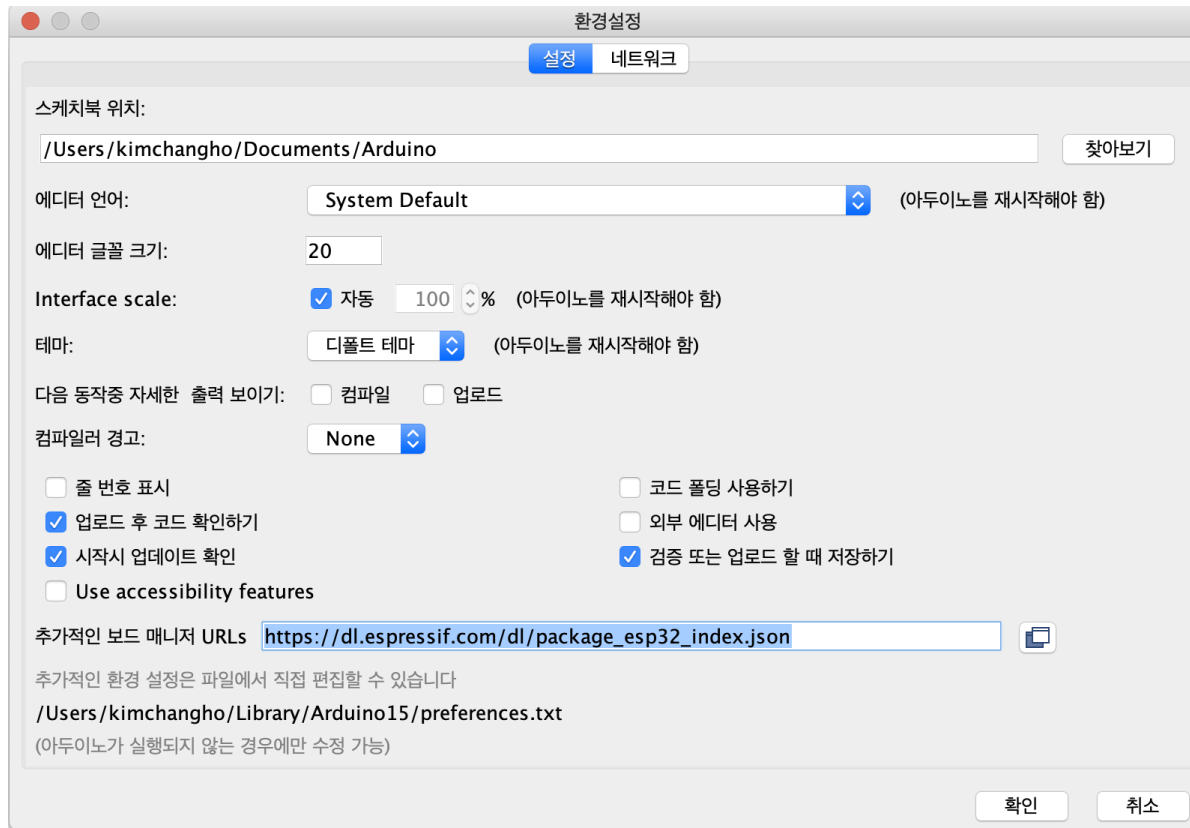 환경설정
설정 네트워크
스케치북 위치:
/Users/kimchangho/Documents/Arduino 찾아보기
에디터 언어: System Default (아두이노를 재시작해야 함)
에디터 글꼴 크기: 20
Interface scale: 자동 100 % (아두이노를 재시작해야 함)
테마: 디폴트 테마 (아두이노를 재시작해야 함)
다음 동작중 자세한 출력 보이기: 컴파일 업로드
컴파일러 경고: None
줄 번호 표시 코드 폴딩 사용하기
업로드 후 코드 확인하기 외부 에디터 사용
시작시 업데이트 확인 검증 또는 업로드 할 때 저장하기
Use accessibility features
추가적인 보드 매니저 URLs https://dl.espressif.com/dl/package_esp32_index.json
추가적인 환경 설정은 파일에서 직접 편집할 수 있습니다
/Users/kimchangho/Library/Arduino15/preferences.txt
(아두이노가 실행되지 않는 경우에만 수정 가능)
확인 취소